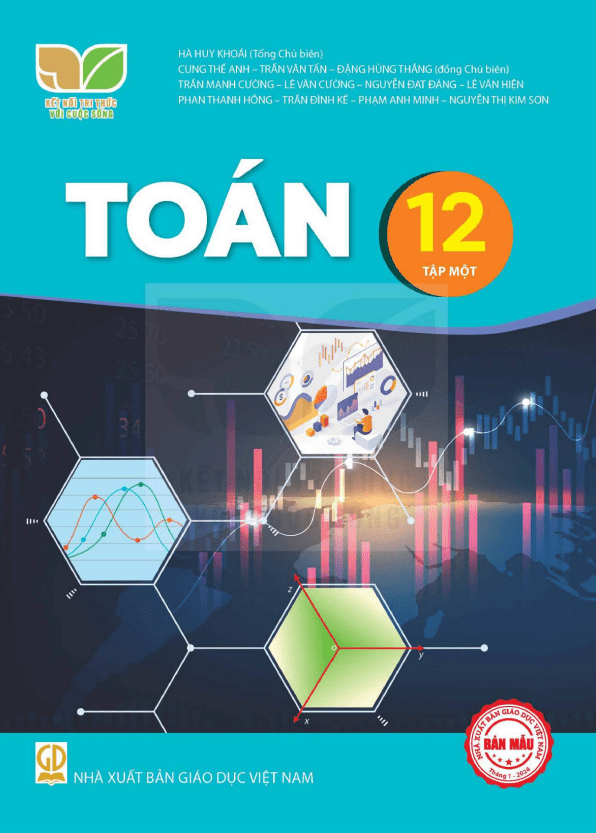 HÀ HUY KHOÁI (Tổng Chủ biên)
CUNG THẾ ANH – TRẦN VĂN TẤN – ĐẶNG HÙNG THẮNG (đồng Chủ biên)
TRẦN MẠNH CƯỜNG – LÊ VĂN CƯỜNG – NGUYỄN ĐẠT ĐĂNG – LÊ VĂN HIỆN
PHAN THANH HỒNG – TRẦN ĐÌNH KẾ – PHẠM ANH MINH – NGUYỄN THỊ KIM SƠN
KẾT NỐI TRI THỨC
VỚI CUỘC SỐNG
TOÁN
12
TẬP MỘT
z
O
y
x
NHÀ XUẤT BẢN GIÁO DỤC VIỆT NAM
BẢN MẪU
Tháng 1 - 2024
GD
NHÀ XUẤT BẢN GIÁO DỤC VIỆT NAM